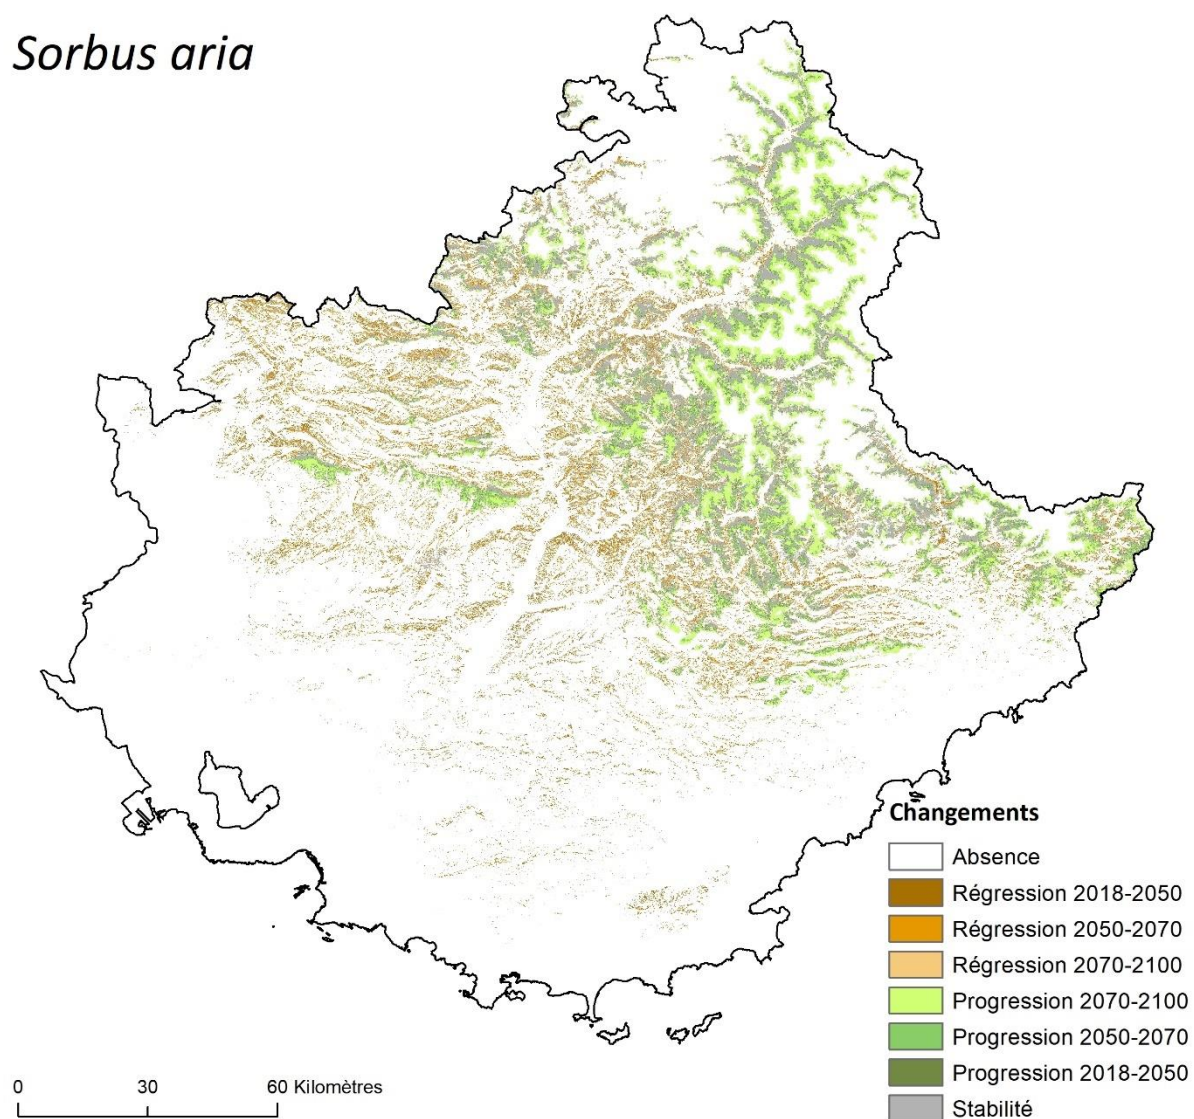 Sorbus aria
Changements
Absence
Régression 2018-2050
Régression 2050-2070
Régression 2070-2100
Progression 2070-2100
Progression 2050-2070
Progression 2018-2050
Stabilité
0 30 60 Kilomètres